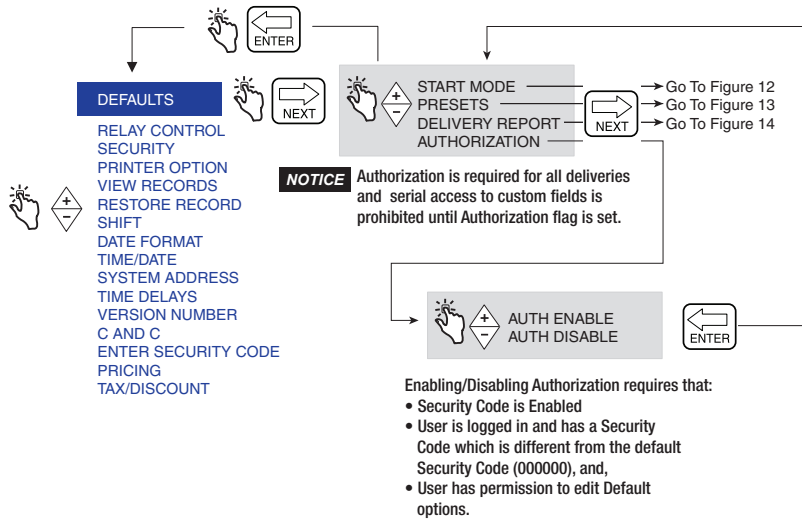 ENTER
DEFAULTS
NEXT
RELAY CONTROL
SECURITY
PRINTER OPTION
VIEW RECORDS
RESTORE RECORD
SHIFT
DATE FORMAT
TIME/DATE
SYSTEM ADDRESS
TIME DELAYS
VERSION NUMBER
C AND C
ENTER SECURITY CODE
PRICING
TAX/DISCOUNT
+
−
+
−
START MODE
PRESETS
DELIVERY REPORT
AUTHORIZATION
NEXT
Go To Figure 12
Go To Figure 13
Go To Figure 14
NOTICE Authorization is required for all deliveries
and serial access to custom fields is
prohibited until Authorization flag is set.
+
−
AUTH ENABLE
AUTH DISABLE
ENTER
Enabling/Disabling Authorization requires that:
• Security Code is Enabled
• User is logged in and has a Security
Code which is different from the default
Security Code (000000), and,
• User has permission to edit Default
options.